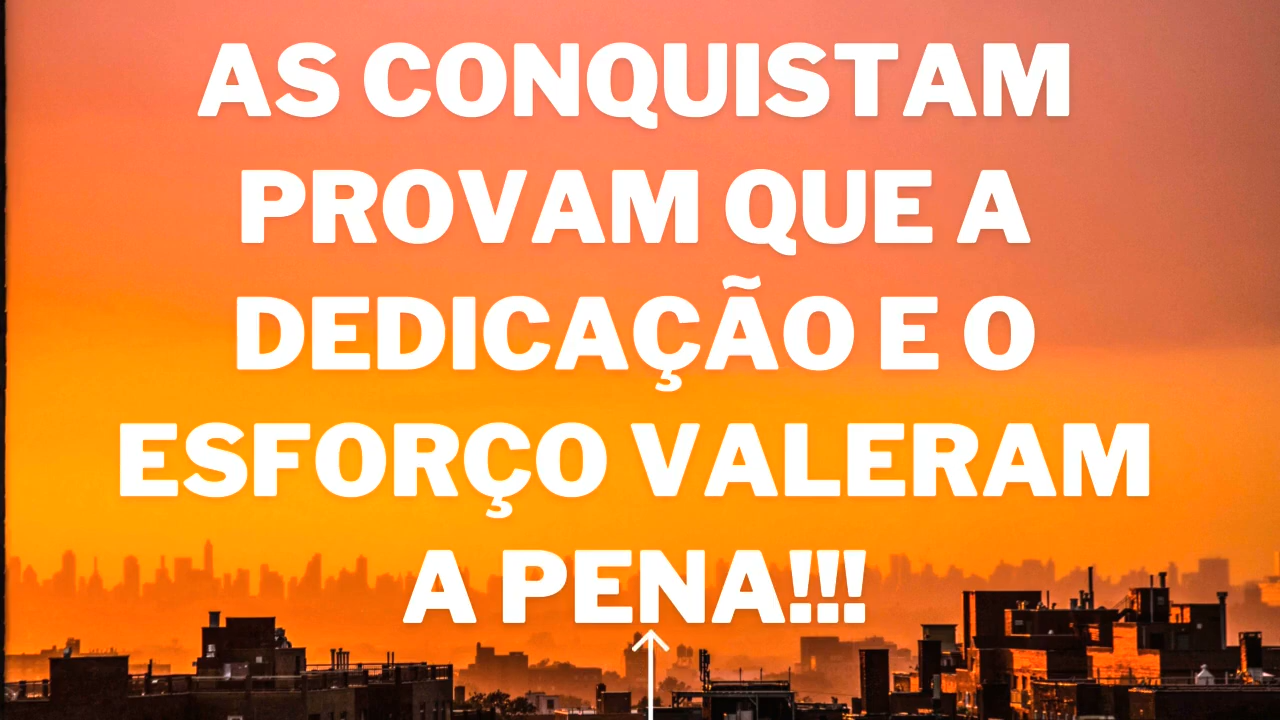 AS CONQUISTAM
PROVAM QUE A
DEDICAÇÃO E O
ESFORÇO VALERAM
A PENA!!!